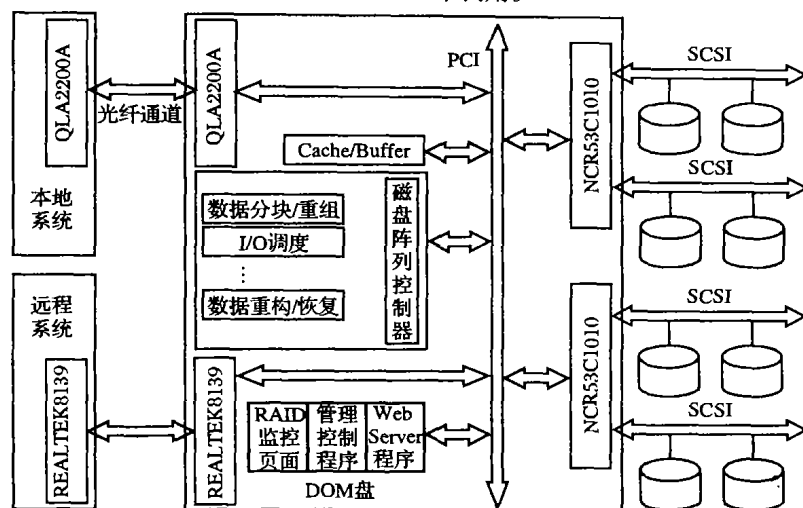 QLA2200A
本地
系统
光纤通道
QLA2200A
PCI
Cache/Buffer
数据分块/重组
I/O调度
⋮
数据重构/恢复
磁盘阵列控制器
NCR53C1010
SCSI
SCSI
远程
系统
REALTEK8139
REALTEK8139
RAID
监控
页面
管理
控制
程序
Web
Server
程序
DOM盘
NCR53C1010
SCSI
SCSI